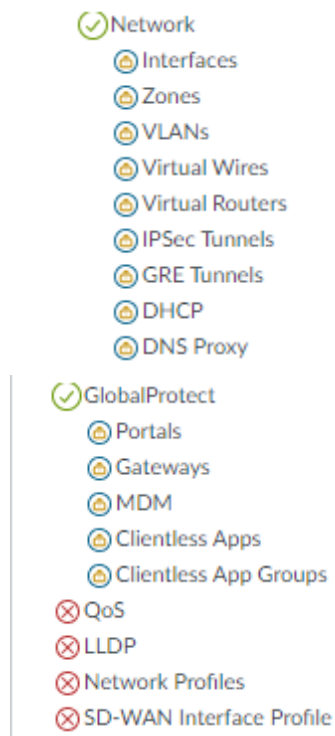 Network
Interfaces
Zones
VLANs
Virtual Wires
Virtual Routers
IPSec Tunnels
GRE Tunnels
DHCP
DNS Proxy
GlobalProtect
Portals
Gateways
MDM
Clientless Apps
Clientless App Groups
QoS
LLDP
Network Profiles
SD-WAN Interface Profile